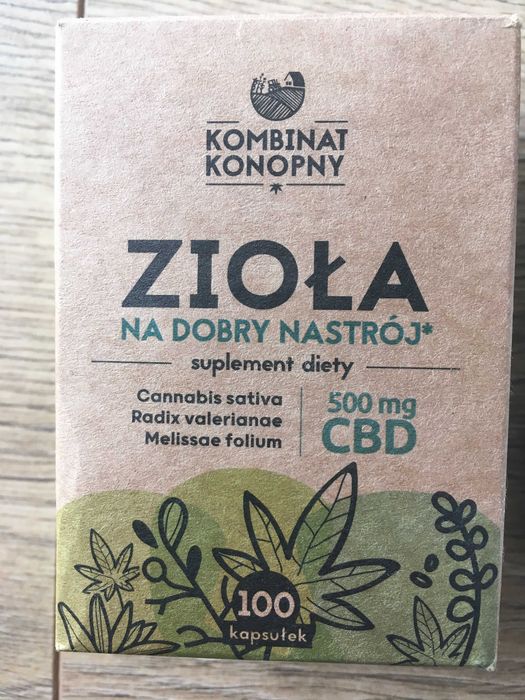 KOMBINAT
KONOPNY
ZIOŁA
NA DOBRY NASTRÓJ*
suplement diety
Cannabis sativa
Radix valerianae
Melissae folium
500 mg
CBD
100
kapsułek